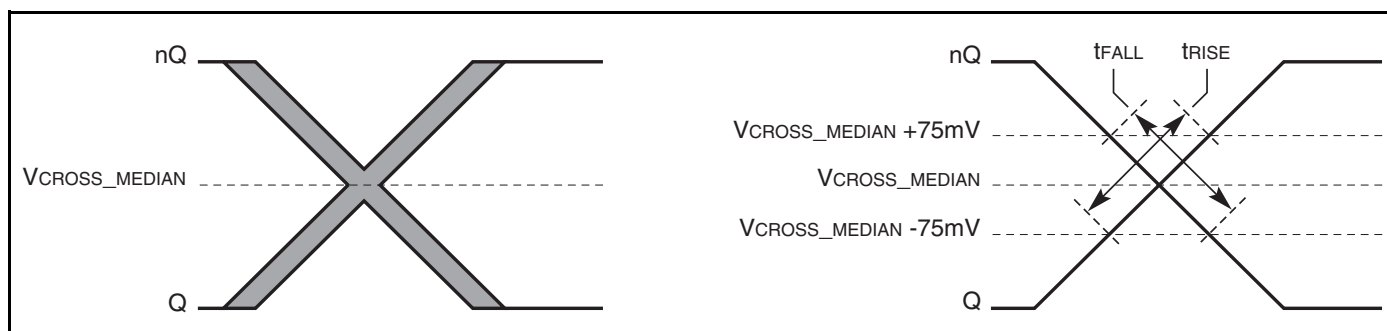 nQ
VCROSS_MEDIAN
Q
nQ
tFALL
tRISE
VCROSS_MEDIAN +75mV
VCROSS_MEDIAN
VCROSS_MEDIAN -75mV
Q